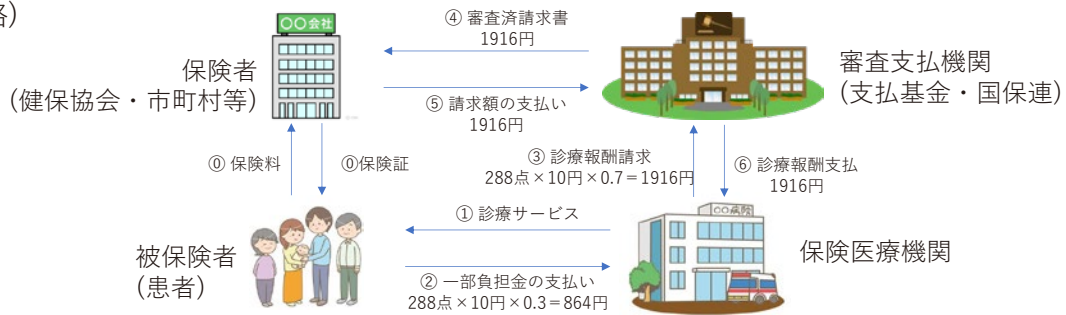 略)
④ 審査済請求書
1916円
〇〇会社
保険者
(健保協会・市町村等)
審査支払機関
(支払基金・国保連)
⑤ 請求額の支払い
1916円
⓪ 保険料
⓪保険証
③ 診療報酬請求
288点×10円×0.7＝1916円
⑥ 診療報酬支払
1916円
① 診療サービス
〇〇病院
被保険者
(患者)
保険医療機関
② 一部負担金の支払い
288点×10円×0.3＝864円